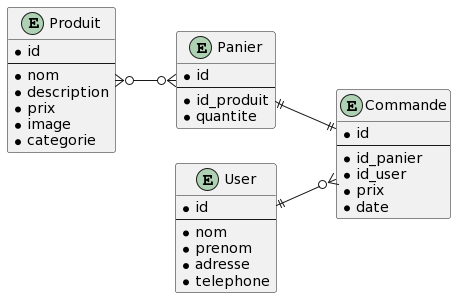 E Produit
id
nom
description
prix
image
categorie
E Panier
id
id_produit
quantite
E User
id
nom
prenom
adresse
telephone
E Commande
id
id_panier
id_user
prix
date